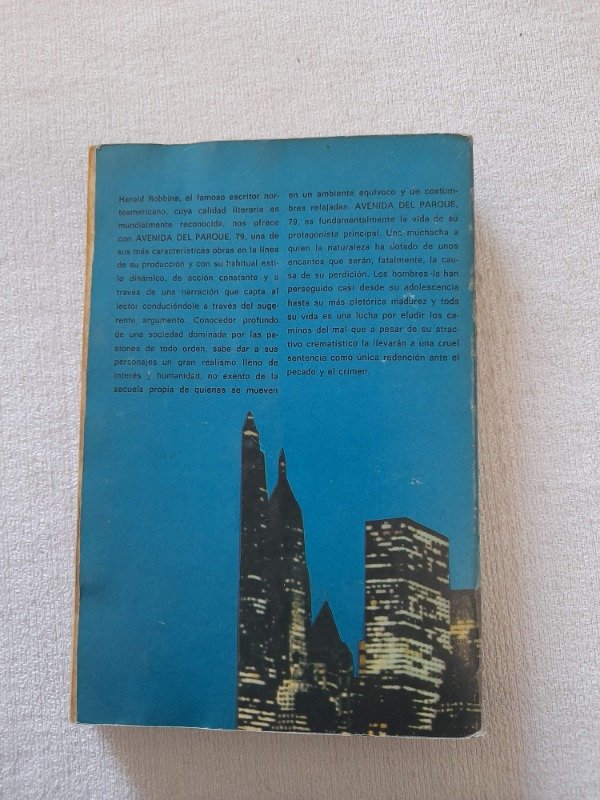 Harold Robbins, el famoso escritor nor-
teamericano, cuya calidad literaria es
mundialmente reconocida, nos ofrece
con AVENIDA DEL PARQUE, 79, una de
sus más características obras en la línea
de su producción y con su habitual esti-
lo dinámico, de acción constante y a
través de una narración que capta al
lector conduciéndole a través del suge-
rente argumento. Conocedor profundo
de una sociedad dominada por las pa-
siones de todo orden, sabe dar a sus
personajes un gran realismo lleno de
interés y humanidad, no exento de la
secuela propia de quienes se mueven
en un ambiente equívoco y de costum-
bres relajadas. AVENIDA DEL PARQUE,
79, es fundamentalmente la vida de su
protagonista principal. Una muchacha a
quien la naturaleza ha dotado de unos
encantos que serán, fatalmente, la cau-
sa de su perdición. Los hombres la han
perseguido casi desde su adolescencia
hasta su más pletórica madurez y toda
su vida es una lucha por eludir los ca-
minos del mal que a pesar de su atrac-
tivo crematístico la llevarán a una cruel
sentencia como unica redención ante el
pecado y el crimen.